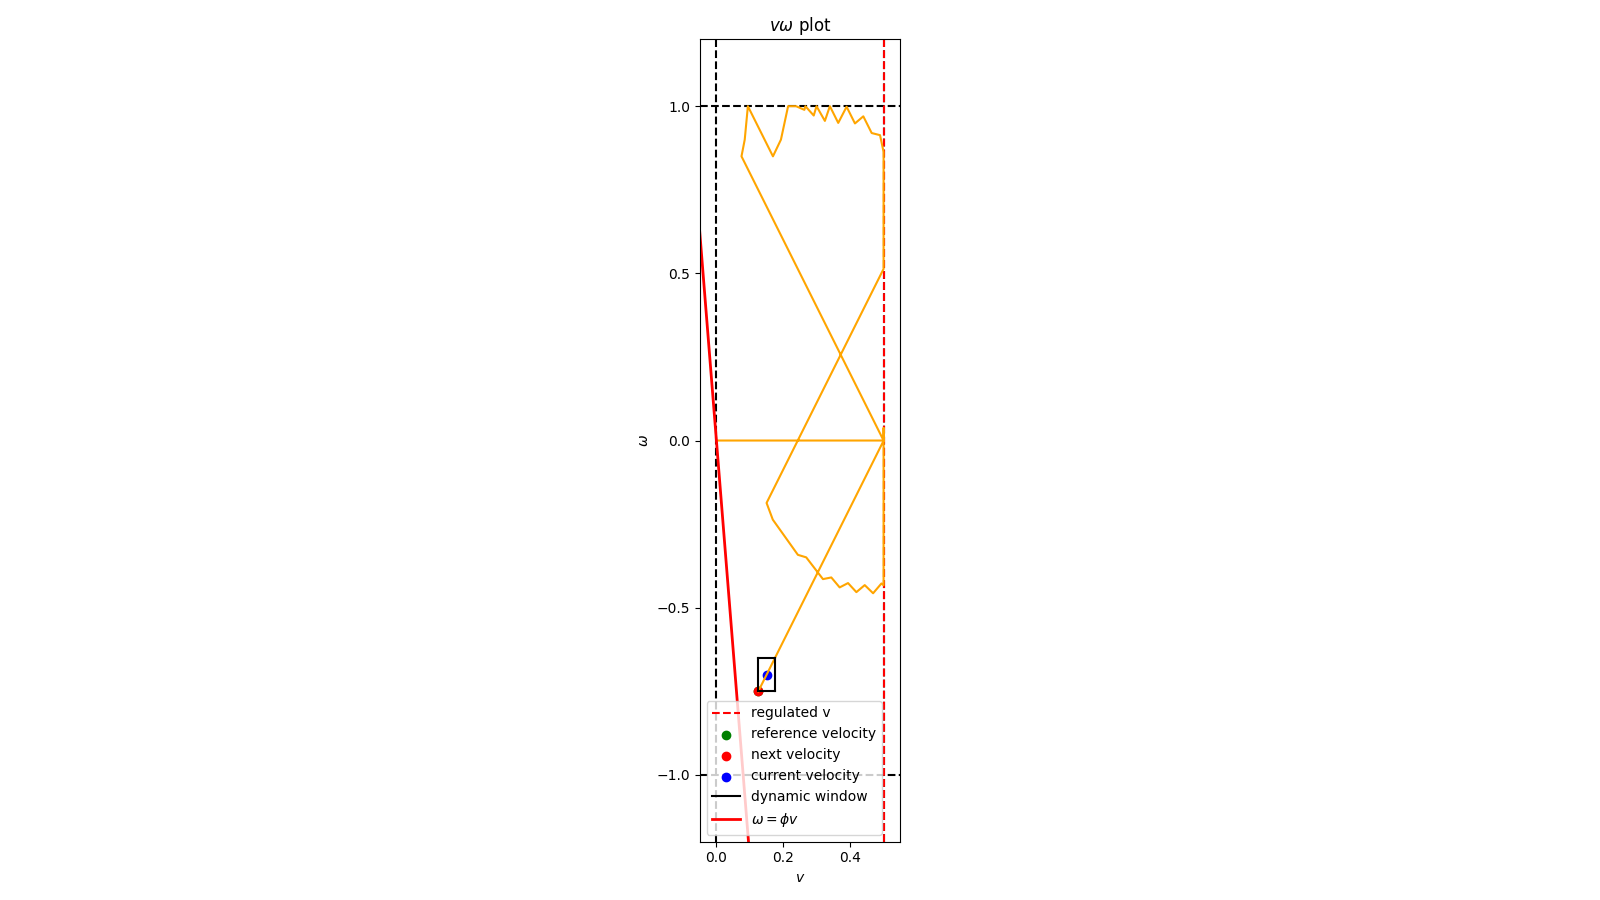 vω plot
1.0
0.5
0.0
−0.5
−1.0
ω
regulated v
reference velocity
next velocity
current velocity
dynamic window
ω = ϕv
0.0 0.2 0.4
v